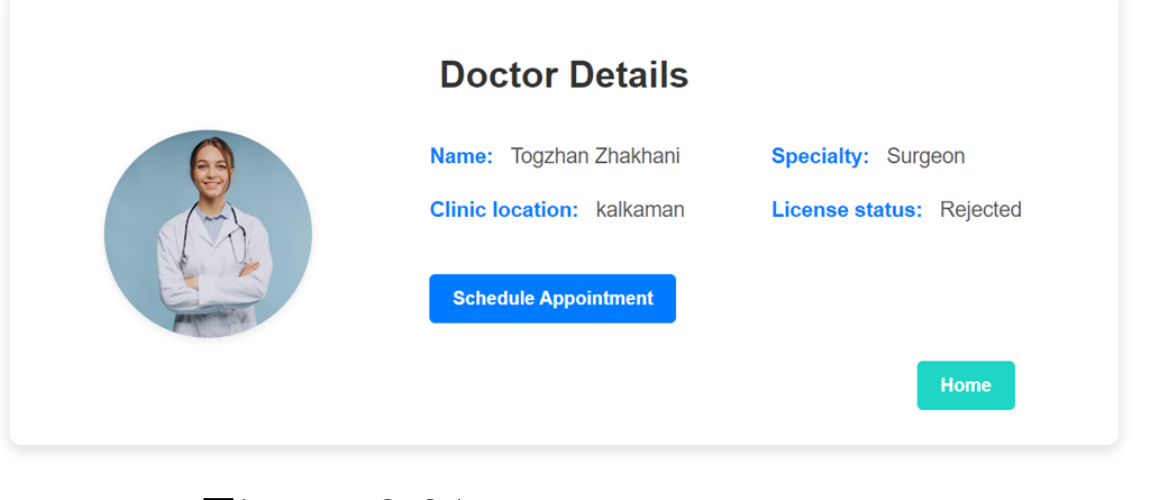 Doctor Details
Name: Togzhan Zhakhani Specialty: Surgeon
Clinic location: kalkaman License status: Rejected
Schedule Appointment
Home